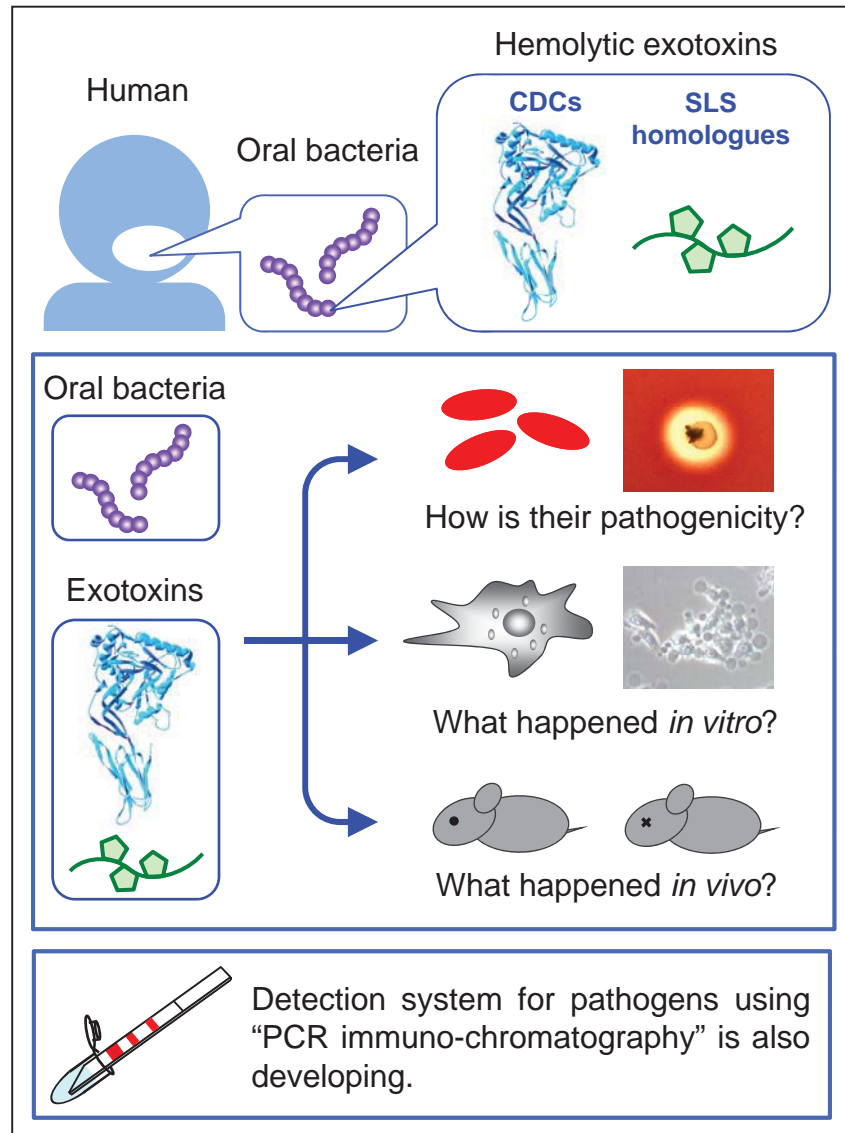 Hemolytic exotoxins
Human
CDCs
SLS
homologues
Oral bacteria
Oral bacteria
How is their pathogenicity?
Exotoxins
What happened in vitro?
What happened in vivo?
Detection system for pathogens using
“PCR immuno-chromatography” is also
developing.